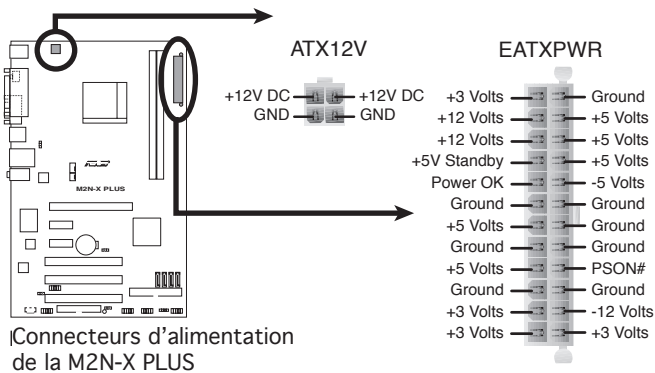 ATX12V
+12V DC +12V DC
GND GND
EATXPWR
+3 Volts Ground
+12 Volts +5 Volts
+12 Volts +5 Volts
+5V Standby +5 Volts
Power OK -5 Volts
Ground Ground
+5 Volts Ground
Ground Ground
+5 Volts PSON#
Ground Ground
+3 Volts -12 Volts
+3 Volts +3 Volts
ASUS
M2N-X PLUS
Connecteurs d’alimentation
de la M2N-X PLUS